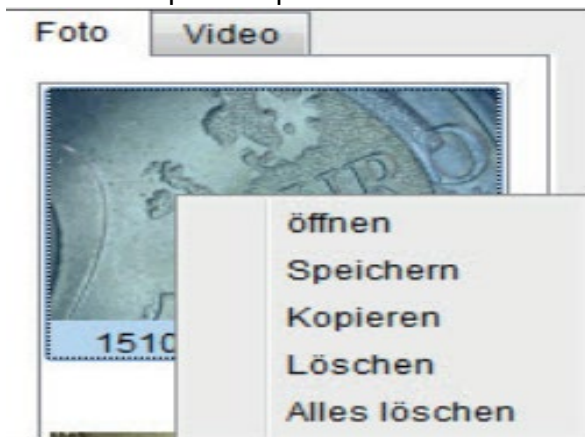 Foto Video
öffnen
Speichern
Kopieren
1510
Löschen
Alles löschen